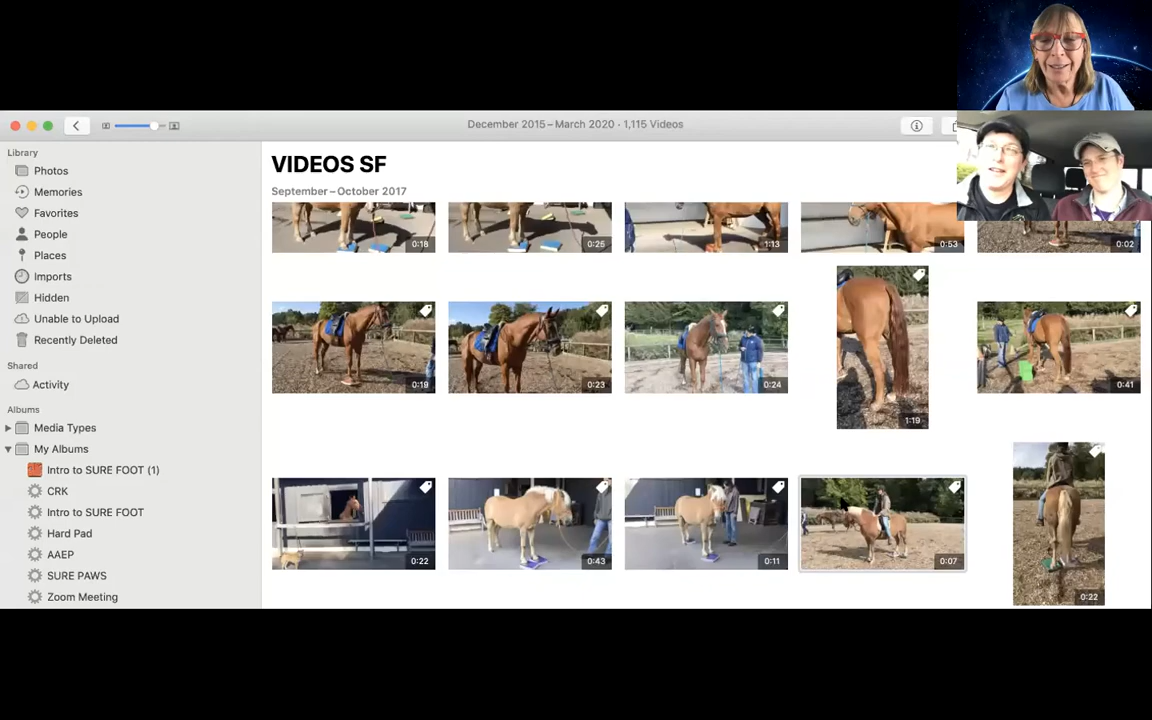 December 2015 – March 2020 · 1,115 Videos
Library
Photos
Memories
Favorites
People
Places
Imports
Hidden
Unable to Upload
Recently Deleted
Shared
Activity
Albums
Media Types
My Albums
Intro to SURE FOOT (1)
CRK
Intro to SURE FOOT
Hard Pad
AAEP
SURE PAWS
Zoom Meeting
VIDEOS SF
September – October 2017
0:18
0:25
1:13
0:53
0:02
0:19
0:23
0:24
1:19
0:41
0:22
0:43
0:11
0:07
0:22